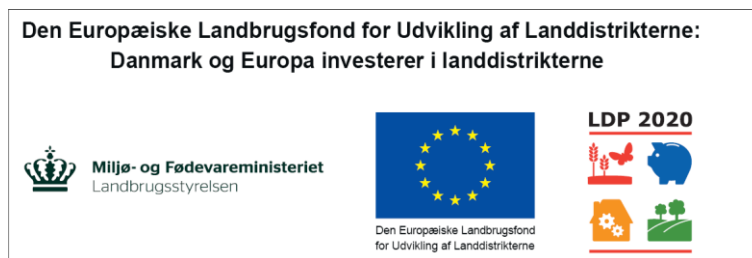 Den Europæiske Landbrugsfond for Udvikling af Landdistrikterne:
Danmark og Europa investerer i landdistrikterne
LDP 2020
Miljø- og Fødevareministeriet
Landbrugsstyrelsen
Den Europæiske Landbrugsfond
for Udvikling af Landdistrikterne